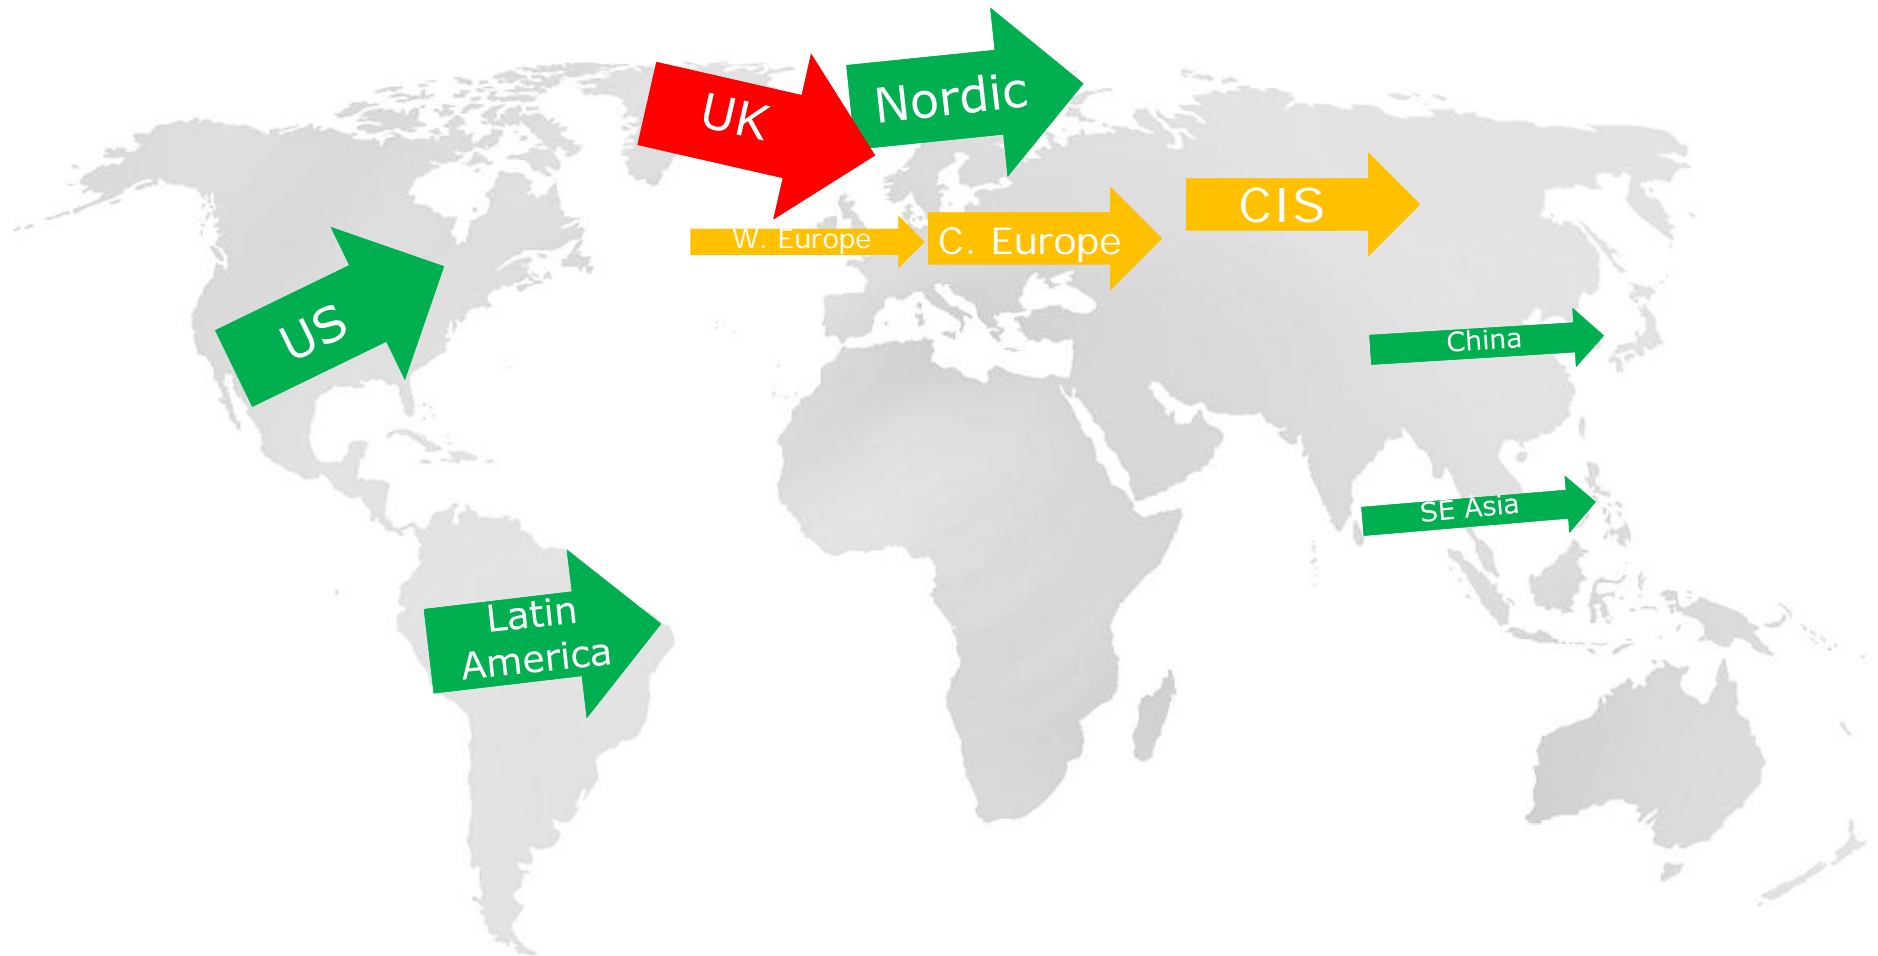 UK
Nordic
CIS
W. Europe
C. Europe
US
China
SE Asia
Latin
America